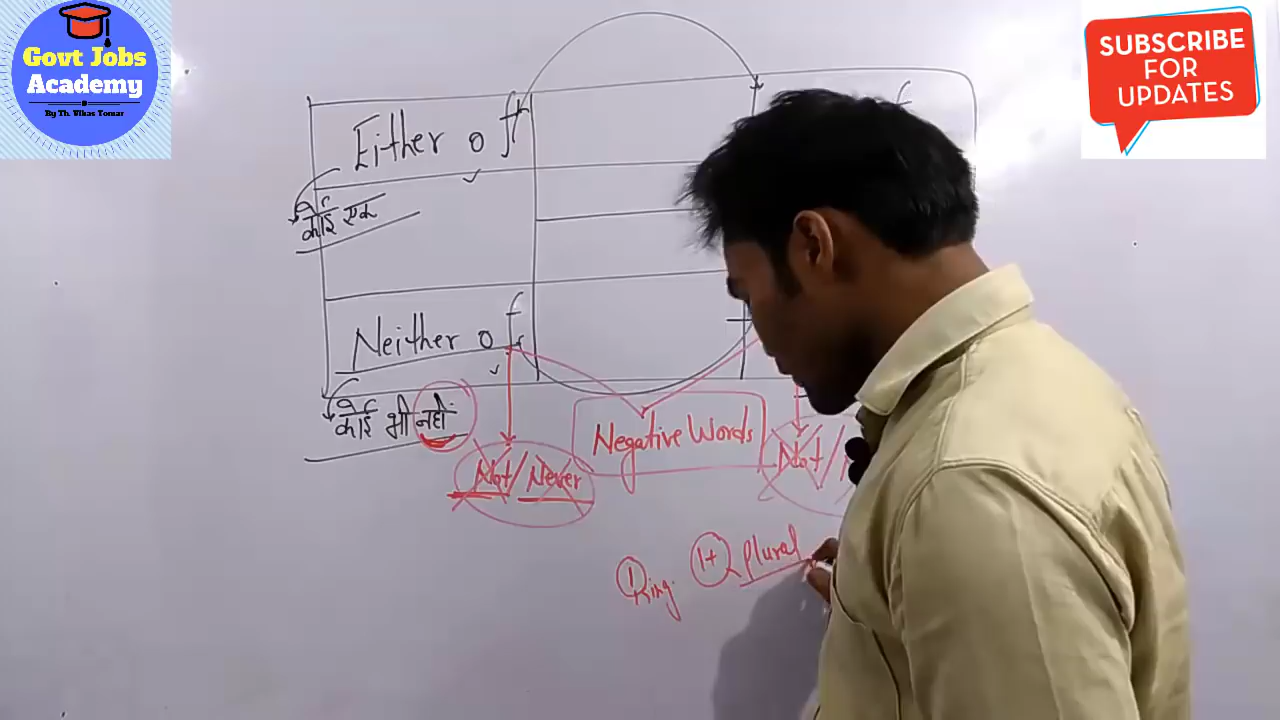 Govt Jobs
Academy
By Th. Vikas Tomar
SUBSCRIBE
FOR
UPDATES
Either of
कोई एक
Neither of
कोई भी नहीं
Negative Words
Not/Never
Not/
1 Sing.
1+ plural